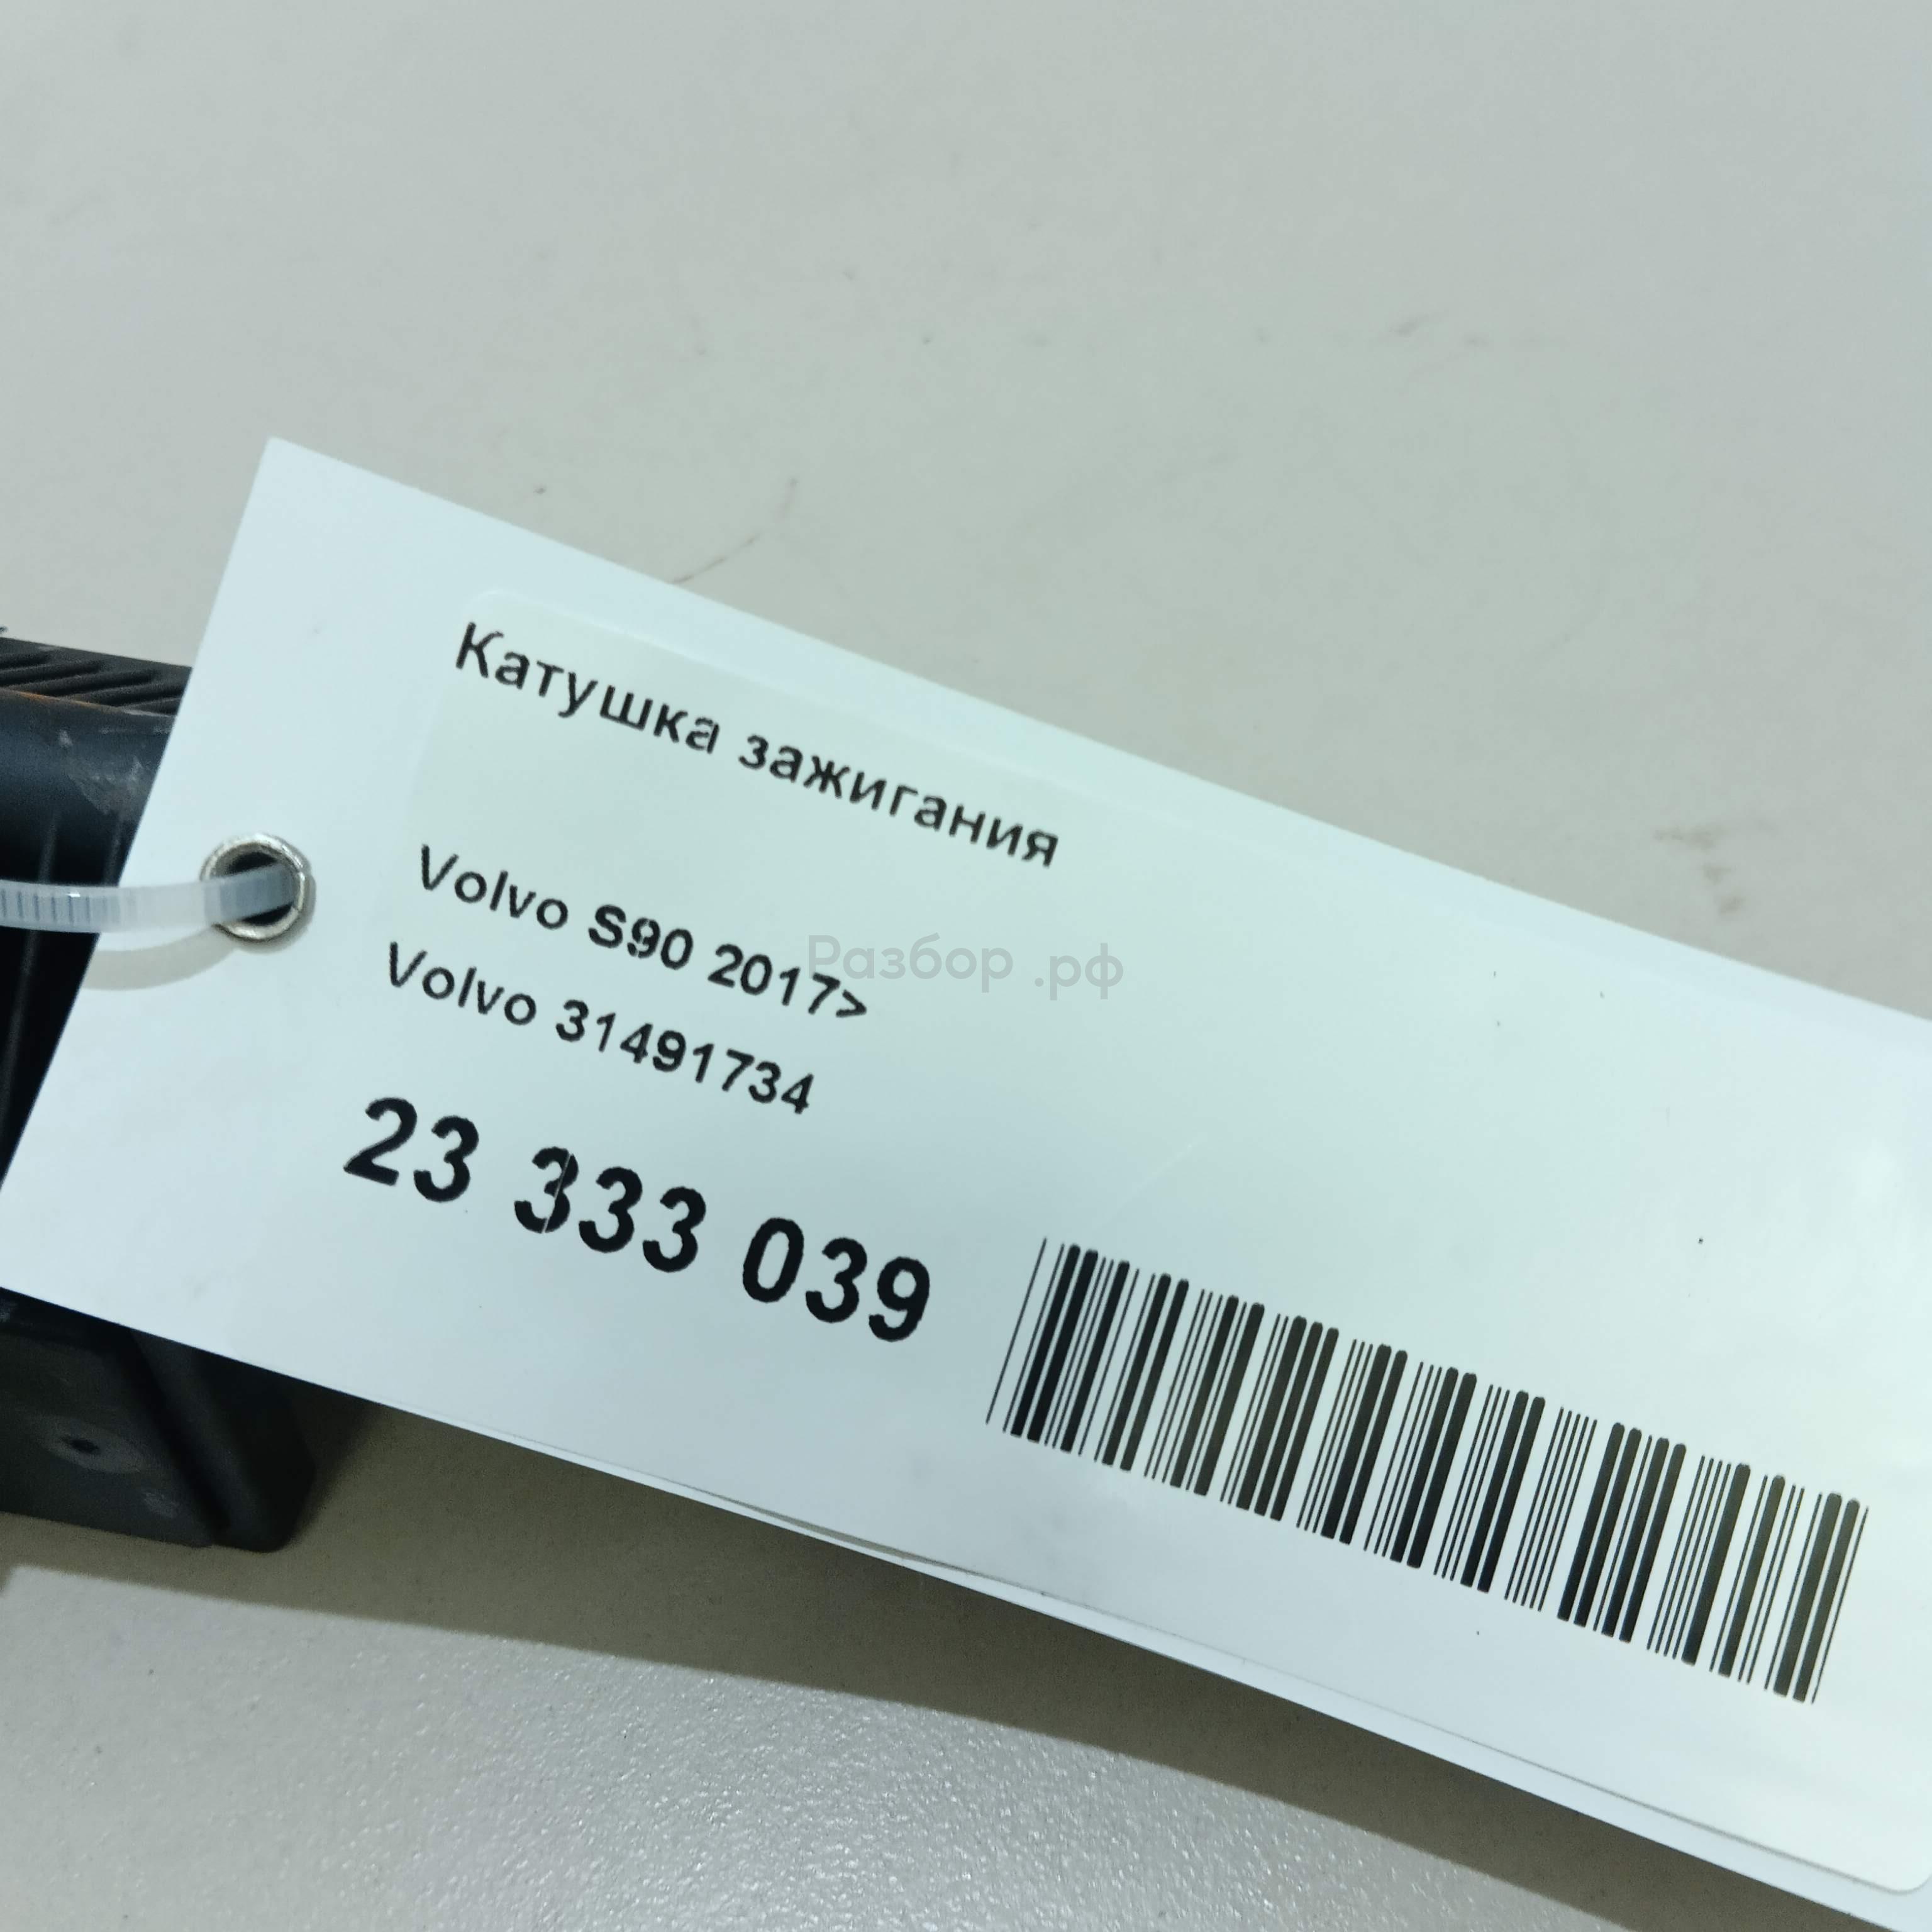 Катушка зажигания
Volvo S90 2017>
Volvo 31491734
23 333 039
Разбор .рф